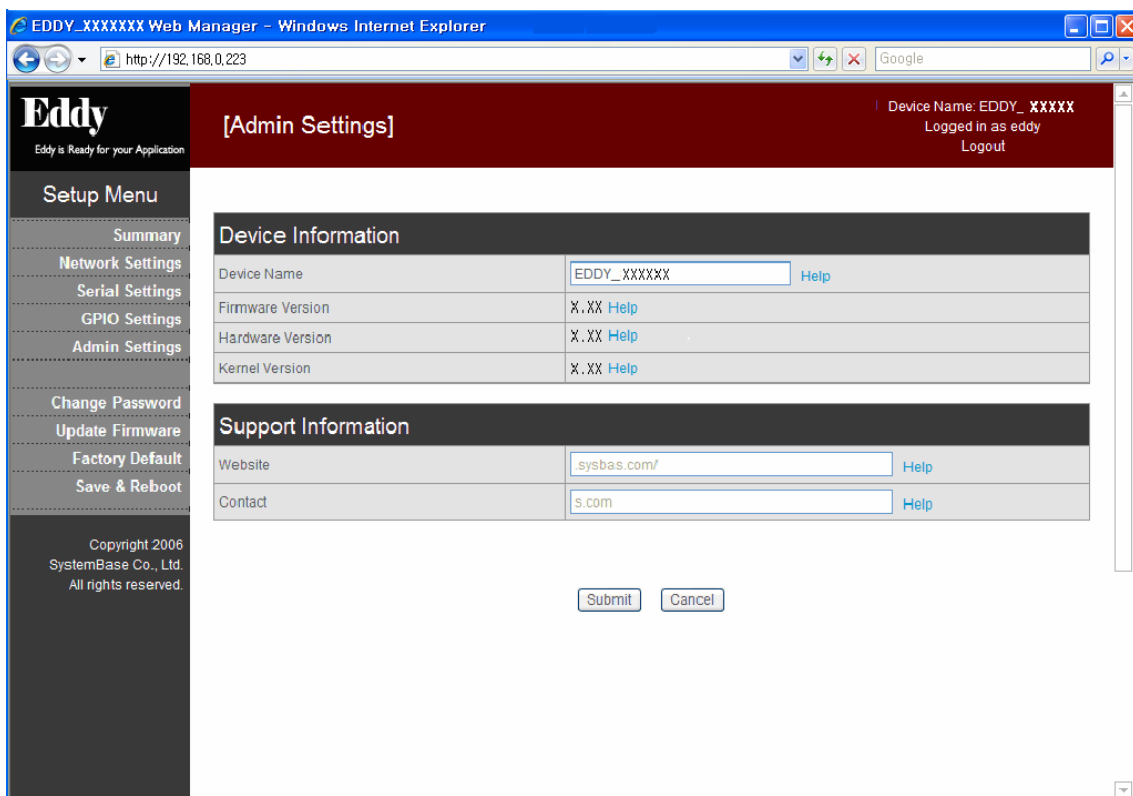 EDDY_XXXXXXX Web Manager - Windows Internet Explorer
http://192,168,0,223
Google
Eddy
Eddy is Ready for your Application
[Admin Settings]
Device Name: EDDY_ XXXXX
Logged in as eddy
Logout
Setup Menu
Summary
Network Settings
Serial Settings
GPIO Settings
Admin Settings
Change Password
Update Firmware
Factory Default
Save & Reboot
Copyright 2006
SystemBase Co., Ltd.
All rights reserved.
Device Information
Device Name EDDY_XXXXXX Help
Firmware Version X.XX Help
Hardware Version X.XX Help
Kernel Version X.XX Help
Support Information
Website .sysbas.com/ Help
Contact s.com Help
Submit Cancel